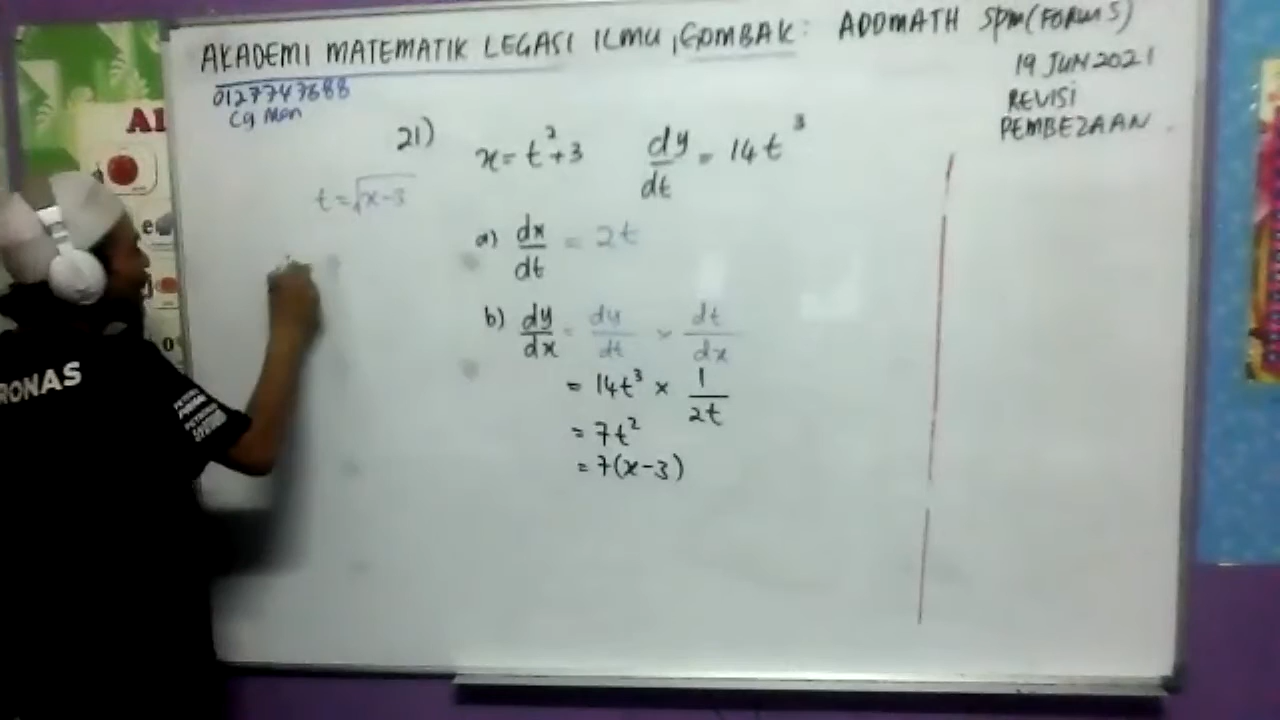 AKADEMI MATEMATIK LEGASI ILMU, GOMBAK: ADDMATH SPM (FORM 5)
0127747688
Cg Man
19 JUN 2021
REVISI
PEMBEZAAN
21) x = t²+3 dy/dt = 14t³
t = √x-3
a) dx/dt = 2t
b) dy/dx = dy/dt × dt/dx
= 14t³ × 1/2t
= 7t²
= 7(x-3)
RONAS